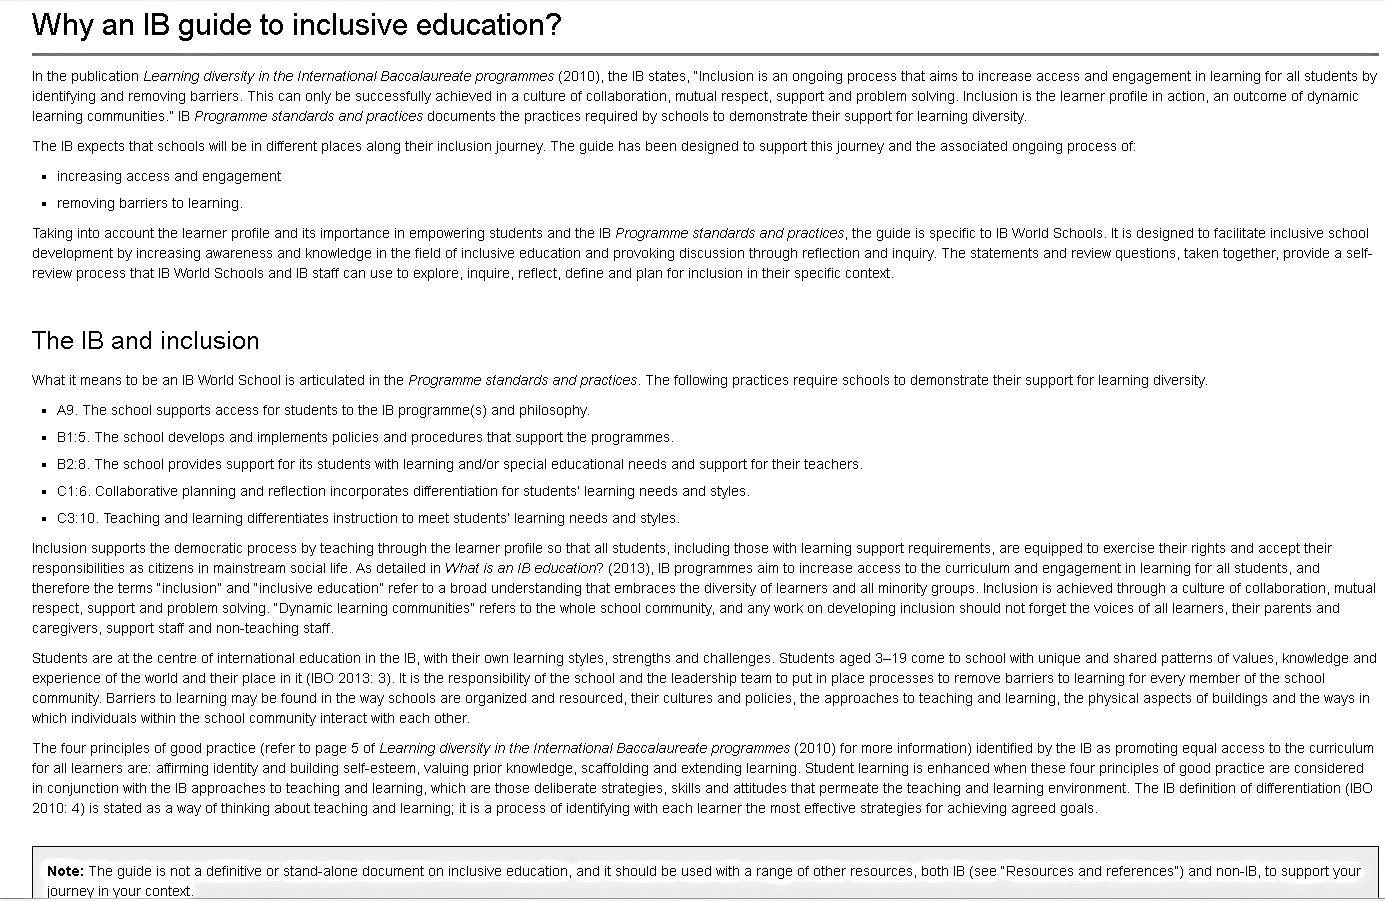 Why an IB guide to inclusive education?
In the publication Learning diversity in the International Baccalaureate programmes (2010), the IB states, "Inclusion is an ongoing process that aims to increase access and engagement in learning for all students by
identifying and removing barriers. This can only be successfully achieved in a culture of collaboration, mutual respect, support and problem solving. Inclusion is the learner profile in action, an outcome of dynamic
learning communities." IB Programme standards and practices documents the practices required by schools to demonstrate their support for learning diversity.
The IB expects that schools will be in different places along their inclusion journey. The guide has been designed to support this journey and the associated ongoing process of:
▪ increasing access and engagement
▪ removing barriers to learning.
Taking into account the learner profile and its importance in empowering students and the IB Programme standards and practices, the guide is specific to IB World Schools. It is designed to facilitate inclusive school
development by increasing awareness and knowledge in the field of inclusive education and provoking discussion through reflection and inquiry. The statements and review questions, taken together, provide a self-
review process that IB World Schools and IB staff can use to explore, inquire, reflect, define and plan for inclusion in their specific context.
The IB and inclusion
What it means to be an IB World School is articulated in the Programme standards and practices. The following practices require schools to demonstrate their support for learning diversity.
▪ A9. The school supports access for students to the IB programme(s) and philosophy.
▪ B1:5. The school develops and implements policies and procedures that support the programmes.
▪ B2:8. The school provides support for its students with learning and/or special educational needs and support for their teachers.
▪ C1:6. Collaborative planning and reflection incorporates differentiation for students' learning needs and styles.
▪ C3:10. Teaching and learning differentiates instruction to meet students' learning needs and styles.
Inclusion supports the democratic process by teaching through the learner profile so that all students, including those with learning support requirements, are equipped to exercise their rights and accept their
responsibilities as citizens in mainstream social life. As detailed in What is an IB education? (2013), IB programmes aim to increase access to the curriculum and engagement in learning for all students, and
therefore the terms "inclusion" and "inclusive education" refer to a broad understanding that embraces the diversity of learners and all minority groups. Inclusion is achieved through a culture of collaboration, mutual
respect, support and problem solving. "Dynamic learning communities" refers to the whole school community, and any work on developing inclusion should not forget the voices of all learners, their parents and
caregivers, support staff and non-teaching staff.
Students are at the centre of international education in the IB, with their own learning styles, strengths and challenges. Students aged 3–19 come to school with unique and shared patterns of values, knowledge and
experience of the world and their place in it (IBO 2013: 3). It is the responsibility of the school and the leadership team to put in place processes to remove barriers to learning for every member of the school
community. Barriers to learning may be found in the way schools are organized and resourced, their cultures and policies, the approaches to teaching and learning, the physical aspects of buildings and the ways in
which individuals within the school community interact with each other.
The four principles of good practice (refer to page 5 of Learning diversity in the International Baccalaureate programmes (2010) for more information) identified by the IB as promoting equal access to the curriculum
for all learners are: affirming identity and building self-esteem, valuing prior knowledge, scaffolding and extending learning. Student learning is enhanced when these four principles of good practice are considered
in conjunction with the IB approaches to teaching and learning, which are those deliberate strategies, skills and attitudes that permeate the teaching and learning environment. The IB definition of differentiation (IBO
2010: 4) is stated as a way of thinking about teaching and learning; it is a process of identifying with each learner the most effective strategies for achieving agreed goals.
Note: The guide is not a definitive or stand-alone document on inclusive education, and it should be used with a range of other resources, both IB (see "Resources and references") and non-IB, to support your
journey in your context.